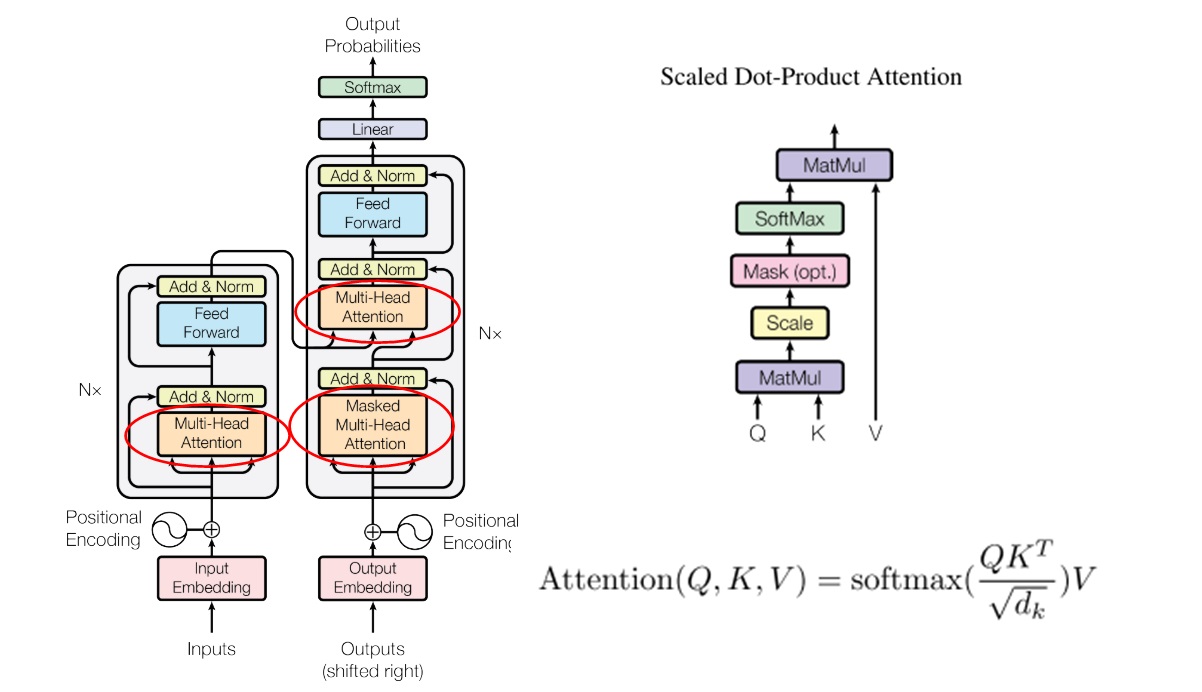 Output
Probabilities
Softmax
Linear
Add & Norm
Feed
Forward
Add & Norm
Multi-Head
Attention
Nx
Add & Norm
Masked
Multi-Head
Attention
Add & Norm
Feed
Forward
Nx
Add & Norm
Multi-Head
Attention
Positional
Encoding
Positional
Encoding
Input
Embedding
Output
Embedding
Inputs
Outputs
(shifted right)
Scaled Dot-Product Attention
MatMul
SoftMax
Mask (opt.)
Scale
MatMul
Q K V
Attention(Q, K, V) = softmax(\frac{QK^T}{\sqrt{d_k}})V